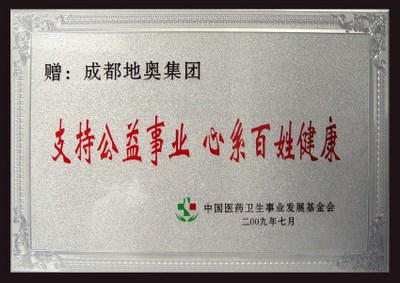 赠：成都地奥集团
支持公益事业 心系百姓健康
中国医药卫生事业发展基金会
二00九年七月